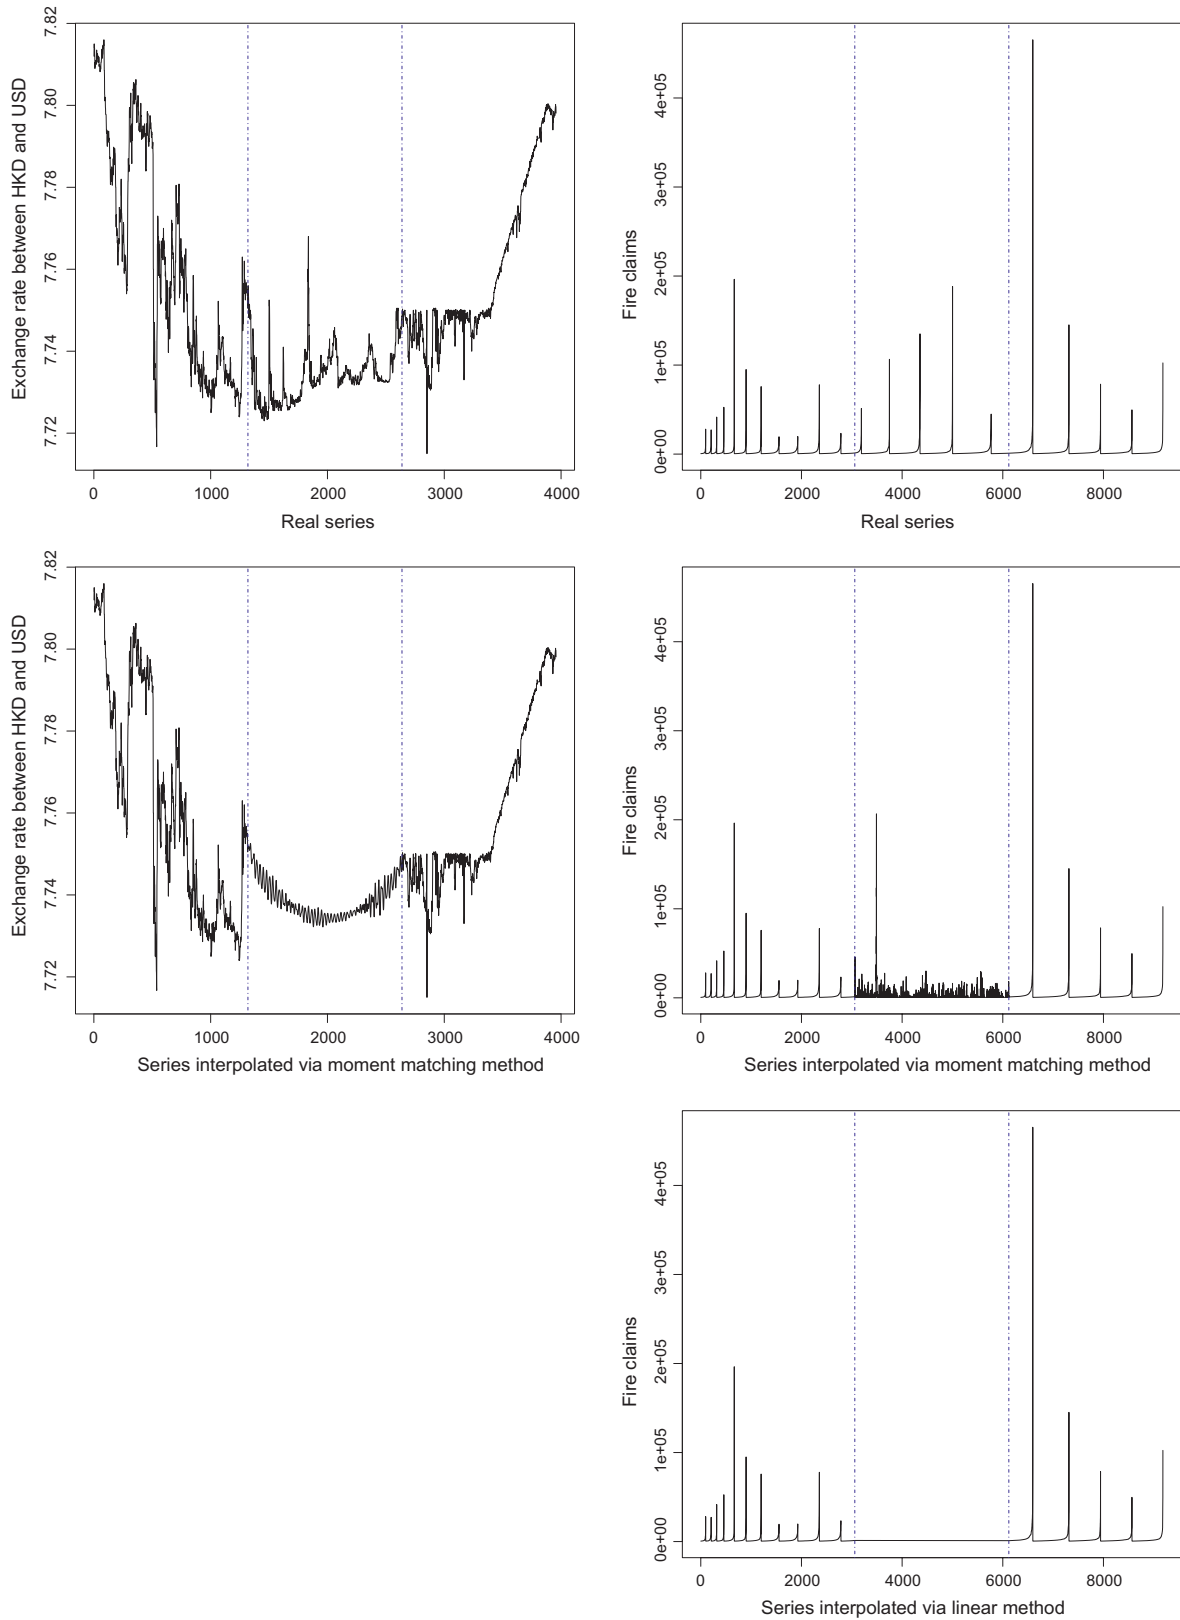 7.82
7.80
7.78
7.76
7.74
7.72
Exchange rate between HKD and USD
0 1000 2000 3000 4000
Real series
4e+05
3e+05
2e+05
1e+05
0e+00
Fire claims
0 2000 4000 6000 8000
Real series
7.82
7.80
7.78
7.76
7.74
7.72
Exchange rate between HKD and USD
0 1000 2000 3000 4000
Series interpolated via moment matching method
4e+05
3e+05
2e+05
1e+05
0e+00
Fire claims
0 2000 4000 6000 8000
Series interpolated via moment matching method
4e+05
3e+05
2e+05
1e+05
0e+00
Fire claims
0 2000 4000 6000 8000
Series interpolated via linear method